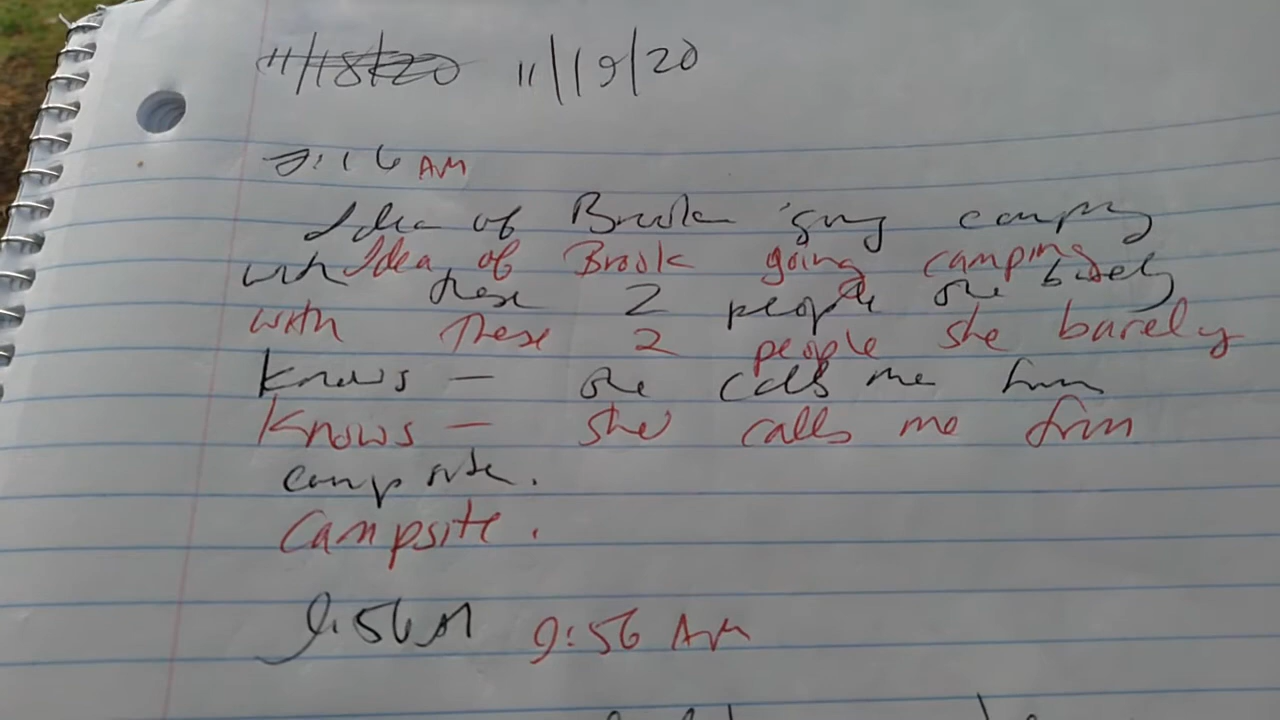 11/18/20 11/19/20
7:16 AM
Idea of Brook going camping
Idea of Brook going camping
with these 2 people she barely
with these 2 people she barely
knows — she calls me from
knows — she calls me from
campsite.
Campsite.
9:56 AM 9:56 AM